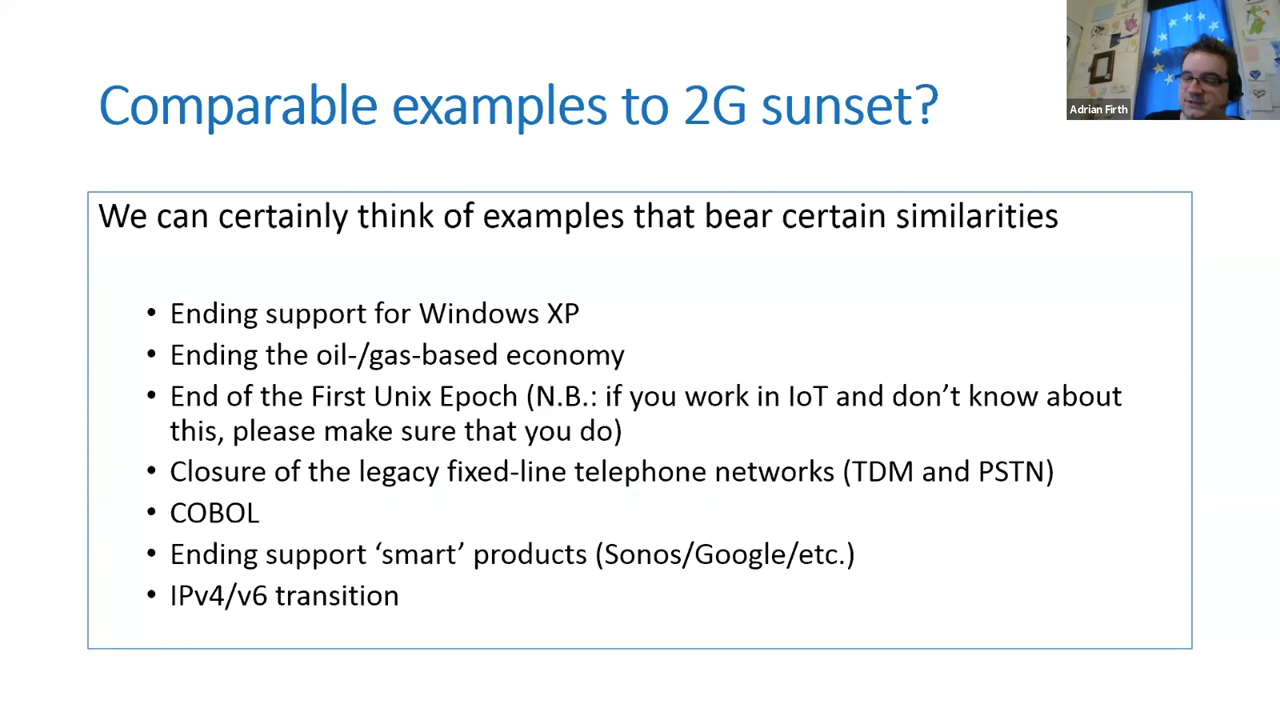 Comparable examples to 2G sunset?
Adrian Firth
We can certainly think of examples that bear certain similarities
• Ending support for Windows XP
• Ending the oil-/gas-based economy
• End of the First Unix Epoch (N.B.: if you work in IoT and don’t know about
this, please make sure that you do)
• Closure of the legacy fixed-line telephone networks (TDM and PSTN)
• COBOL
• Ending support ‘smart’ products (Sonos/Google/etc.)
• IPv4/v6 transition